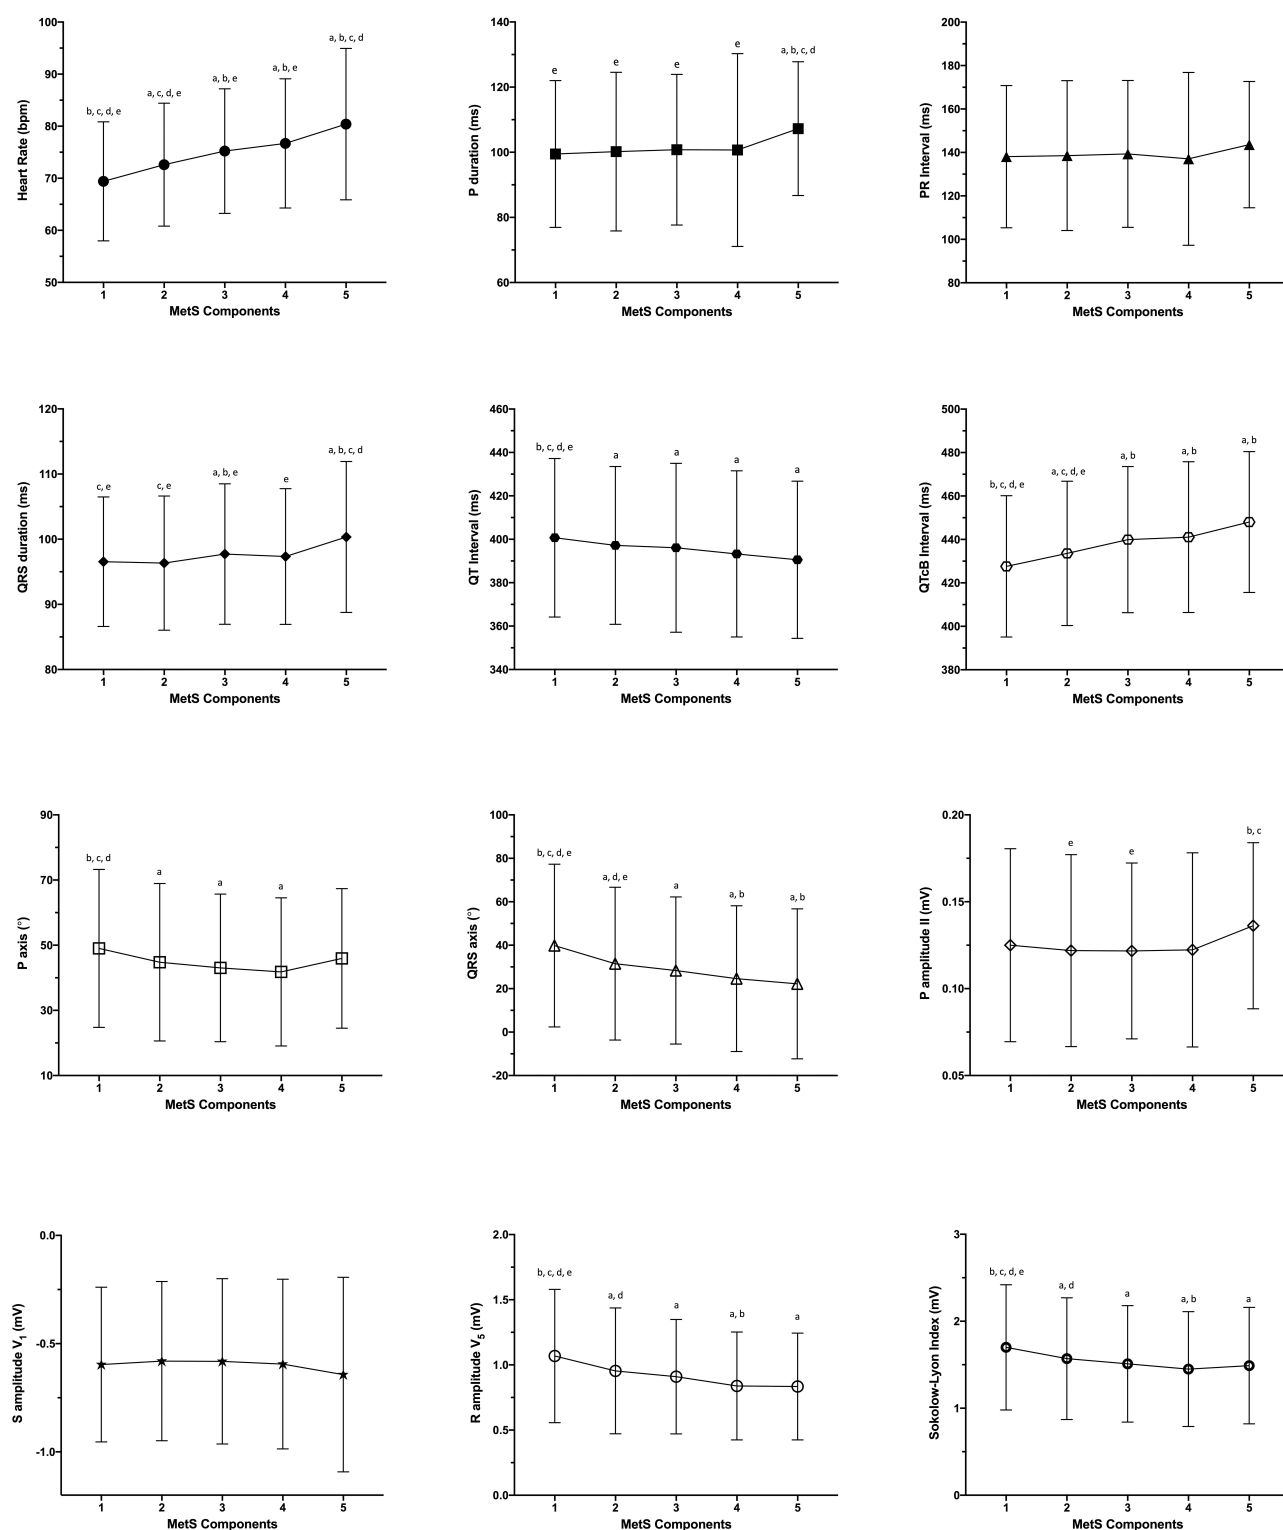 Heart Rate (bpm)
100
90
80
70
60
50
b, c, d, e
a, c, d, e
a, b, e
a, b, e
a, b, c, d
1 2 3 4 5
MetS Components
P duration (ms)
140
120
100
80
60
e
e
e
e
a, b, c, d
1 2 3 4 5
MetS Components
PR Interval (ms)
200
180
160
140
120
100
80
1 2 3 4 5
MetS Components
QRS duration (ms)
120
110
100
90
80
c, e
c, e
a, b, e
e
a, b, c, d
1 2 3 4 5
MetS Components
QT Interval (ms)
460
440
420
400
380
360
340
b, c, d, e
a
a
a
a
1 2 3 4 5
MetS Components
QTcB Interval (ms)
500
480
460
440
420
400
380
b, c, d, e
a, c, d, e
a, b
a, b
a, b
1 2 3 4 5
MetS Components
P axis (°)
90
70
50
30
10
b, c, d
a
a
a
1 2 3 4 5
MetS Components
QRS axis (°)
100
80
60
40
20
0
-20
b, c, d, e
a, d, e
a
a, b
a, b
1 2 3 4 5
MetS Components
P amplitude II (mV)
0.20
0.15
0.10
0.05
e
e
b, c
1 2 3 4 5
MetS Components
S amplitude V1 (mV)
0.0
-0.5
-1.0
1 2 3 4 5
MetS Components
R amplitude V5 (mV)
2.0
1.5
1.0
0.5
0.0
b, c, d, e
a, d
a
a, b
a
1 2 3 4 5
MetS Components
Sokolow-Lyon Index (mV)
3
2
1
0
b, c, d, e
a, d
a
a, b
a
1 2 3 4 5
MetS Components